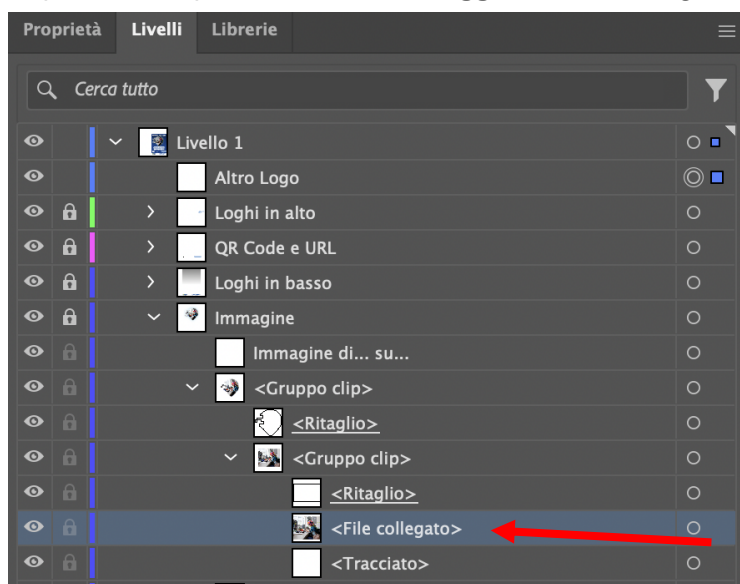 Proprietà Livelli Librerie
Cerca tutto
Livello 1
Altro Logo
Loghi in alto
QR Code e URL
Loghi in basso
Immagine
Immagine di... su...
<Gruppo clip>
<Ritaglio>
<Gruppo clip>
<Ritaglio>
<File collegato>
<Tracciato>